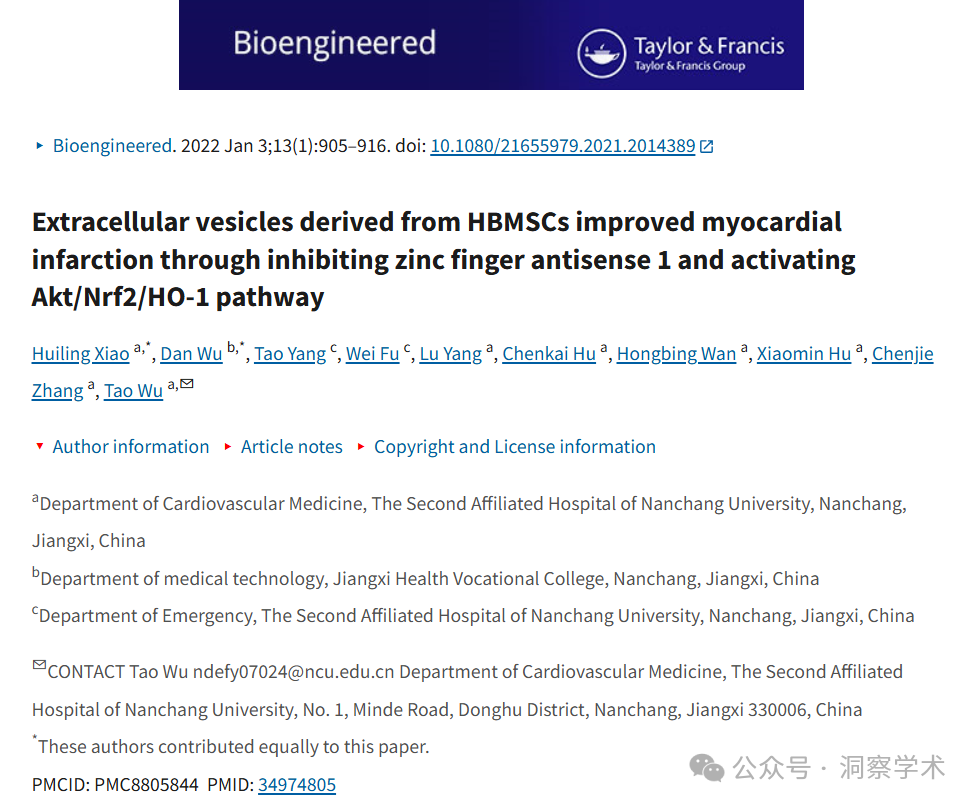 Bioengineered
Taylor & Francis
Taylor & Francis Group
Bioengineered. 2022 Jan 3;13(1):905–916. doi: 10.1080/21655979.2021.2014389
Extracellular vesicles derived from HBMSCs improved myocardial
infarction through inhibiting zinc finger antisense 1 and activating
Akt/Nrf2/HO-1 pathway
Huiling Xiao a,*, Dan Wu b,*, Tao Yang c, Wei Fu c, Lu Yang a, Chenkai Hu a, Hongbing Wan a, Xiaomin Hu a, Chenjie
Zhang a, Tao Wu a,✉
Author information Article notes Copyright and License information
aDepartment of Cardiovascular Medicine, The Second Affiliated Hospital of Nanchang University, Nanchang,
Jiangxi, China
bDepartment of medical technology, Jiangxi Health Vocational College, Nanchang, Jiangxi, China
cDepartment of Emergency, The Second Affiliated Hospital of Nanchang University, Nanchang, Jiangxi, China
✉CONTACT Tao Wu ndefy07024@ncu.edu.cn Department of Cardiovascular Medicine, The Second Affiliated
Hospital of Nanchang University, No. 1, Minde Road, Donghu District, Nanchang, Jiangxi 330006, China
*These authors contributed equally to this paper.
PMCID: PMC8805844 PMID: 34974805
公众号 · 洞察学术